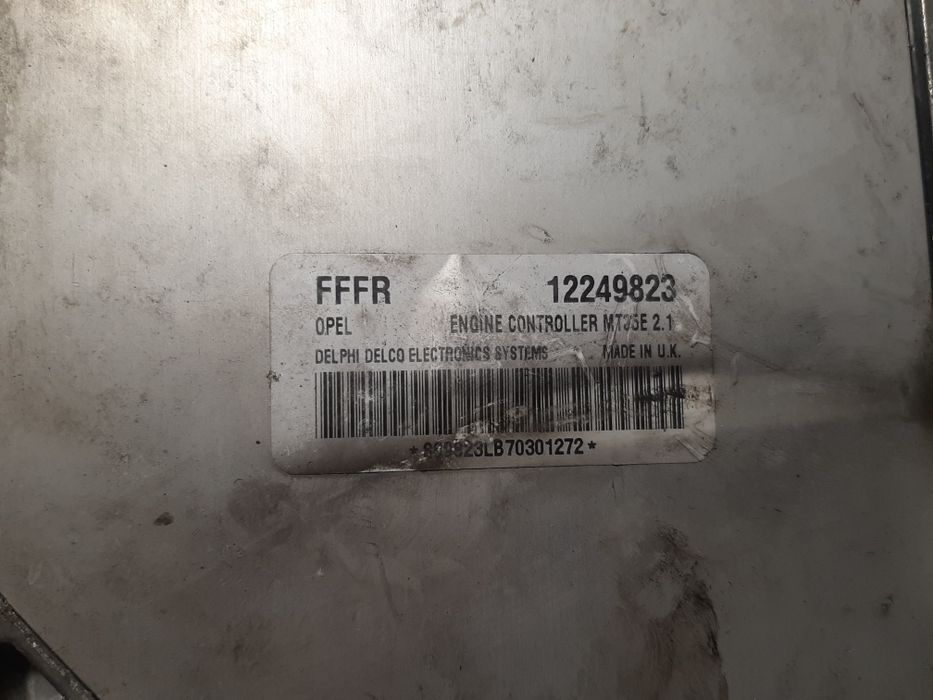 FFFR 12249823
OPEL ENGINE CONTROLLER MT35E 2.1
DELPHI DELCO ELECTRONICS SYSTEMS MADE IN U.K.